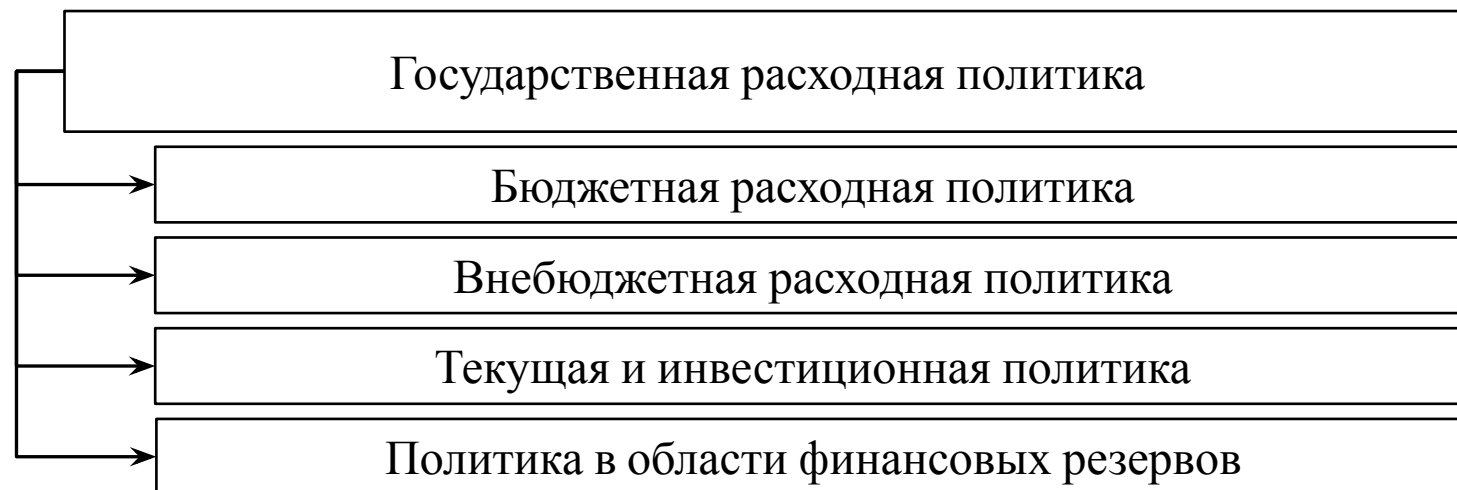 Государственная расходная политика
Бюджетная расходная политика
Внебюджетная расходная политика
Текущая и инвестиционная политика
Политика в области финансовых резервов